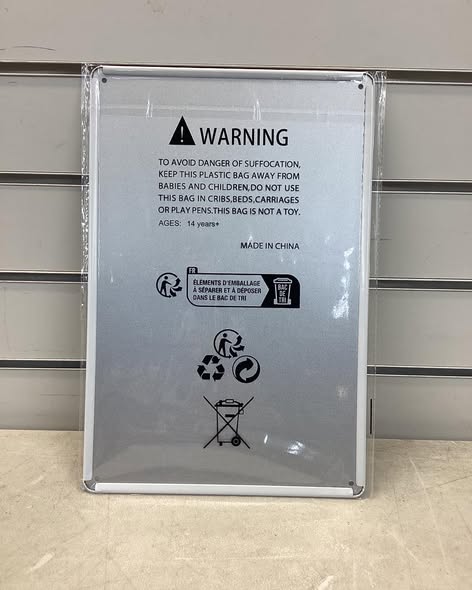 WARNING
TO AVOID DANGER OF SUFFOCATION,
KEEP THIS PLASTIC BAG AWAY FROM
BABIES AND CHILDREN,DO NOT USE
THIS BAG IN CRIBS,BEDS,CARRIAGES
OR PLAY PENS.THIS BAG IS NOT A TOY.
AGES: 14 years+
MADE IN CHINA
FR
ÉLÉMENTS D'EMBALLAGE
À SÉPARER ET À DÉPOSER
DANS LE BAC DE TRI
BAC
DE
TRI